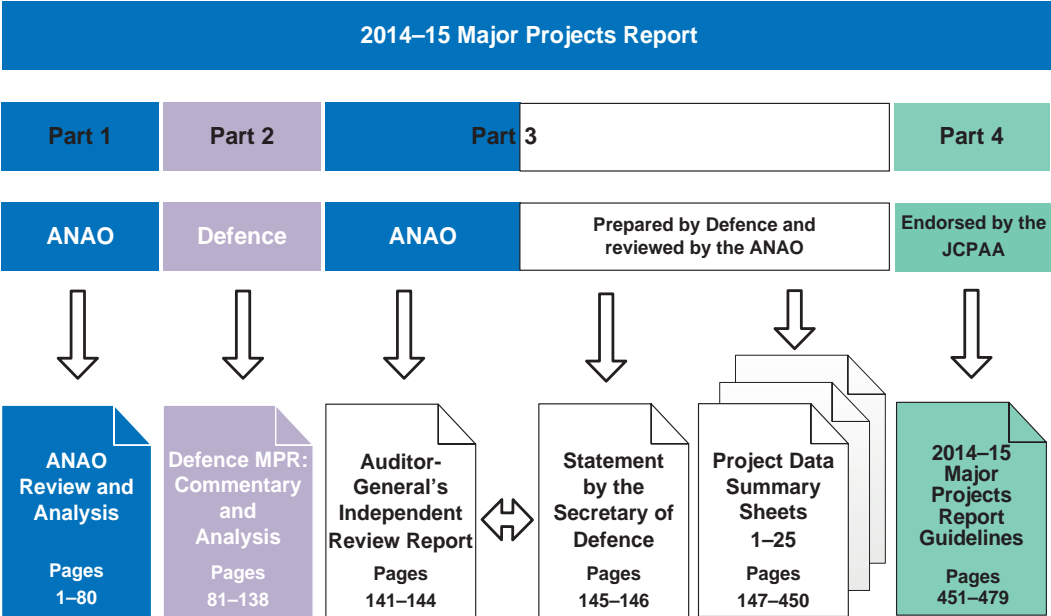 2014–15 Major Projects Report
Part 1
Part 2
Part 3
Part 4
ANAO
Defence
ANAO
Prepared by Defence and
reviewed by the ANAO
Endorsed by the
JCPAA
ANAO
Review and
Analysis
Pages
1–80
Defence MPR:
Commentary
and
Analysis
Pages
81–138
Auditor-
General’s
Independent
Review Report
Pages
141–144
Statement
by the
Secretary of
Defence
Pages
145–146
Project Data
Summary
Sheets
1–25
Pages
147–450
2014–15
Major
Projects
Report
Guidelines
Pages
451–479